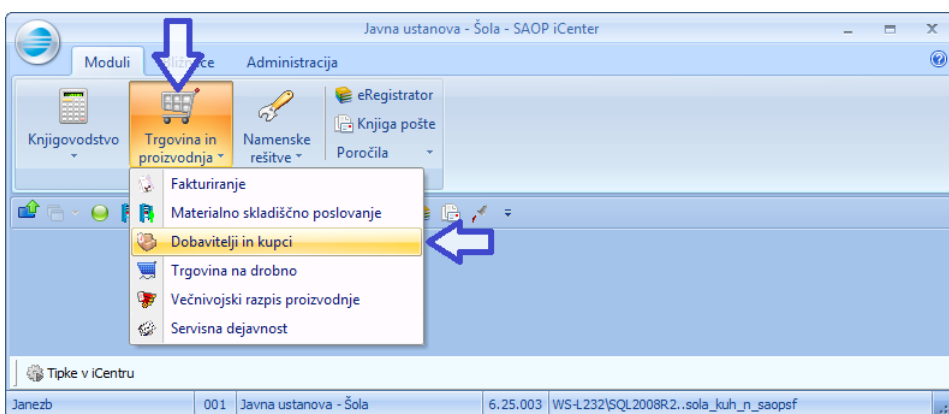 Javna ustanova - Šola - SAOP iCenter
Moduli
Administracija
Knjigovodstvo
Trgovina in
proizvodnja
Namenske
rešitve
eRegistrator
Knjiga pošte
Poročila
Fakturiranje
Materialno skladiščno poslovanje
Dobavitelji in kupci
Trgovina na drobno
Večnivojski razpis proizvodnje
Servisna dejavnost
Tipke v iCentru
Janezb 001 Javna ustanova - Šola 6.25.003 WS-L232\SQL2008R2..sola_kuh_n_saopsf